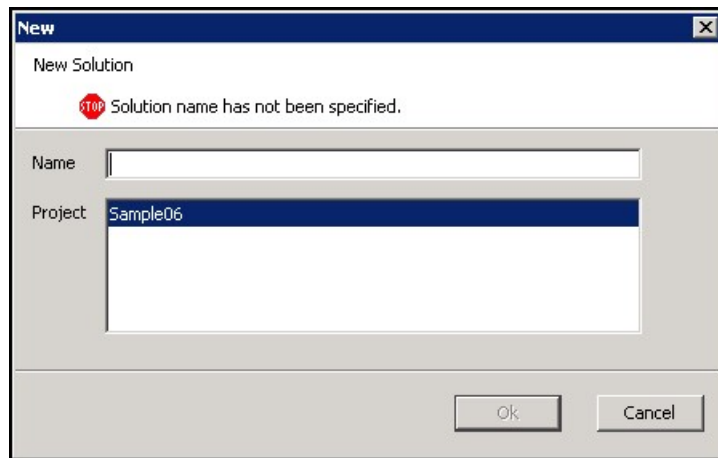 New
New Solution
STOP Solution name has not been specified.
Name
Project Sample06
Ok Cancel